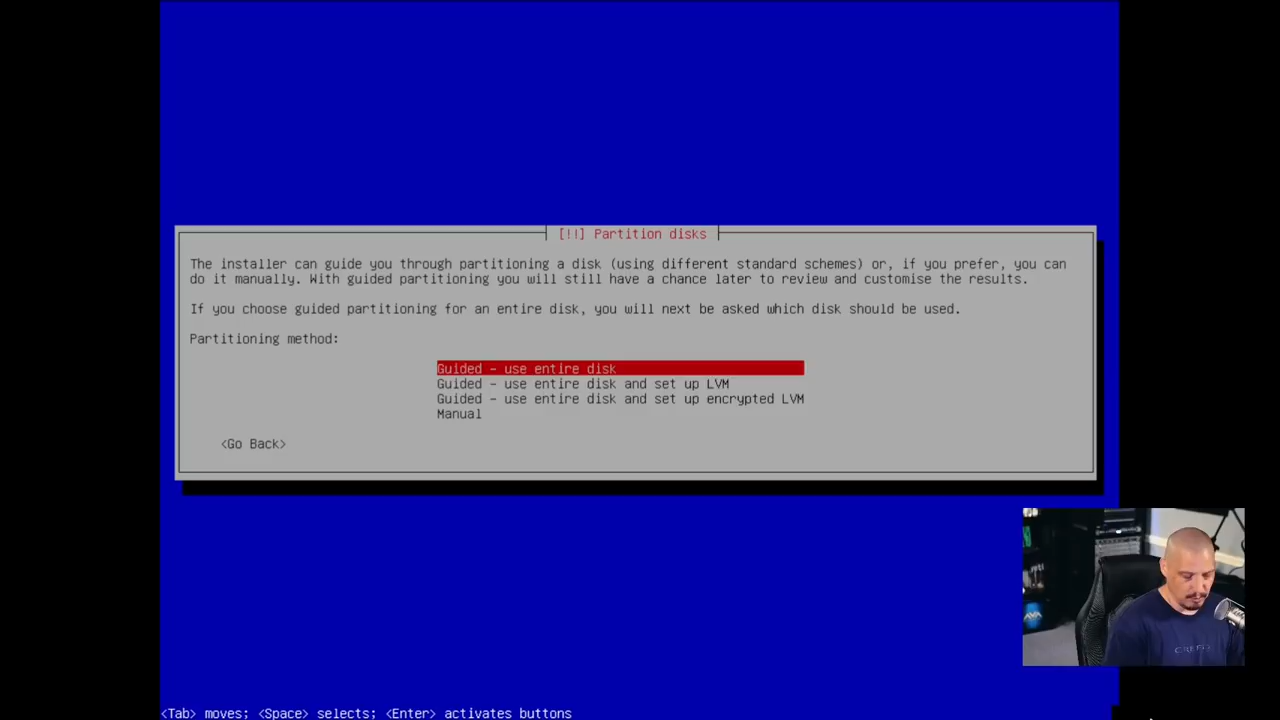 [!!] Partition disks
The installer can guide you through partitioning a disk (using different standard schemes) or, if you prefer, you can
do it manually. With guided partitioning you will still have a chance later to review and customise the results.
If you choose guided partitioning for an entire disk, you will next be asked which disk should be used.
Partitioning method:
Guided - use entire disk
Guided - use entire disk and set up LVM
Guided - use entire disk and set up encrypted LVM
Manual
<Go Back>
<Tab> moves; <Space> selects; <Enter> activates buttons